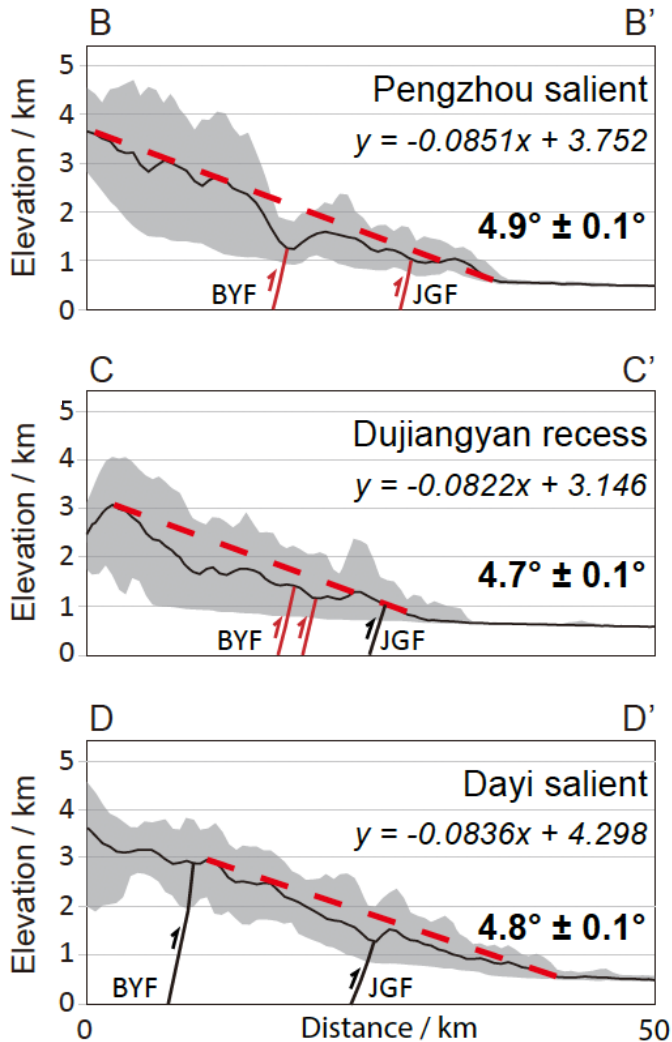 B B'
Elevation / km
5
4
3
2
1
0
Pengzhou salient
y = -0.0851x + 3.752
4.9° ± 0.1°
BYF JGF
C C'
5
4
3
2
1
0
Dujiangyan recess
y = -0.0822x + 3.146
4.7° ± 0.1°
BYF JGF
Elevation / km
D D'
5
4
3
2
1
0
Dayi salient
y = -0.0836x + 4.298
4.8° ± 0.1°
BYF JGF
Elevation / km
0 Distance / km 50